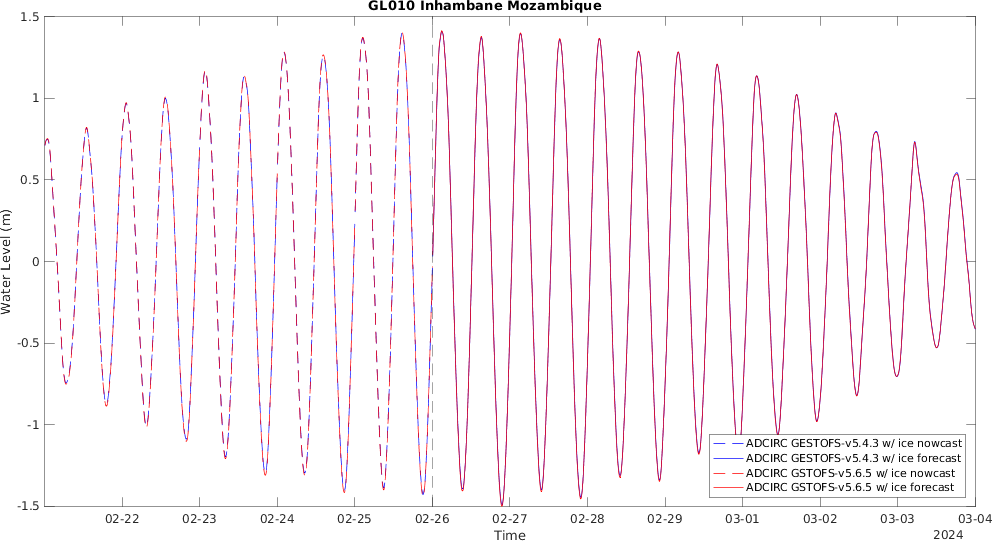 GL010 Inhambane Mozambique
1.5
1
0.5
0
-0.5
-1
-1.5
Water Level (m)
ADCIRC GESTOFS-v5.4.3 w/ ice nowcast
ADCIRC GESTOFS-v5.4.3 w/ ice forecast
ADCIRC GSTOFS-v5.6.5 w/ ice nowcast
ADCIRC GSTOFS-v5.6.5 w/ ice forecast
02-22 02-23 02-24 02-25 02-26 02-27 02-28 02-29 03-01 03-02 03-03 03-04
Time
2024